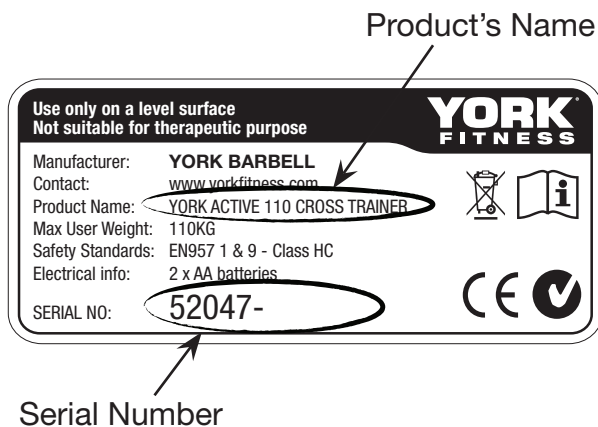 Product's Name
Use only on a level surface
Not suitable for therapeutic purpose
YORK
FITNESS
Manufacturer: YORK BARBELL
Contact: www.yorkfitness.com
Product Name: YORK ACTIVE 110 CROSS TRAINER
Max User Weight: 110KG
Safety Standards: EN957 1 & 9 - Class HC
Electrical info: 2 x AA batteries
SERIAL NO: 52047-
i
CE
Serial Number